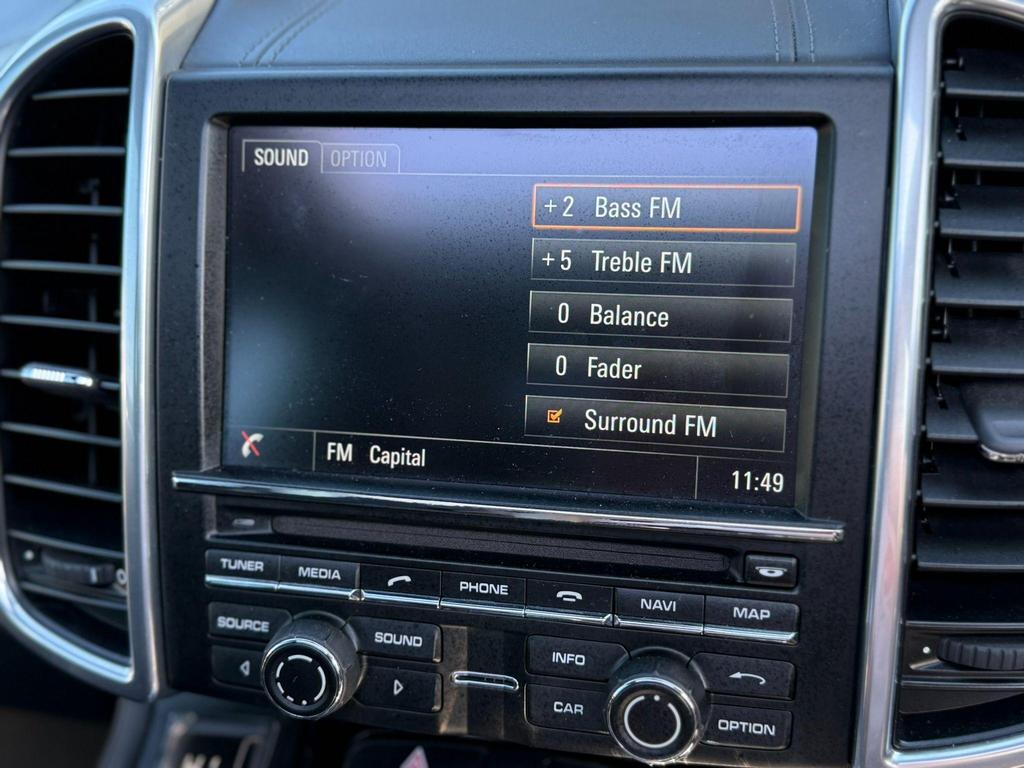 SOUND OPTION
+ 2 Bass FM
+ 5 Treble FM
0 Balance
0 Fader
Surround FM
FM Capital
11:49
TUNER MEDIA PHONE NAVI MAP
SOURCE SOUND INFO
CAR OPTION